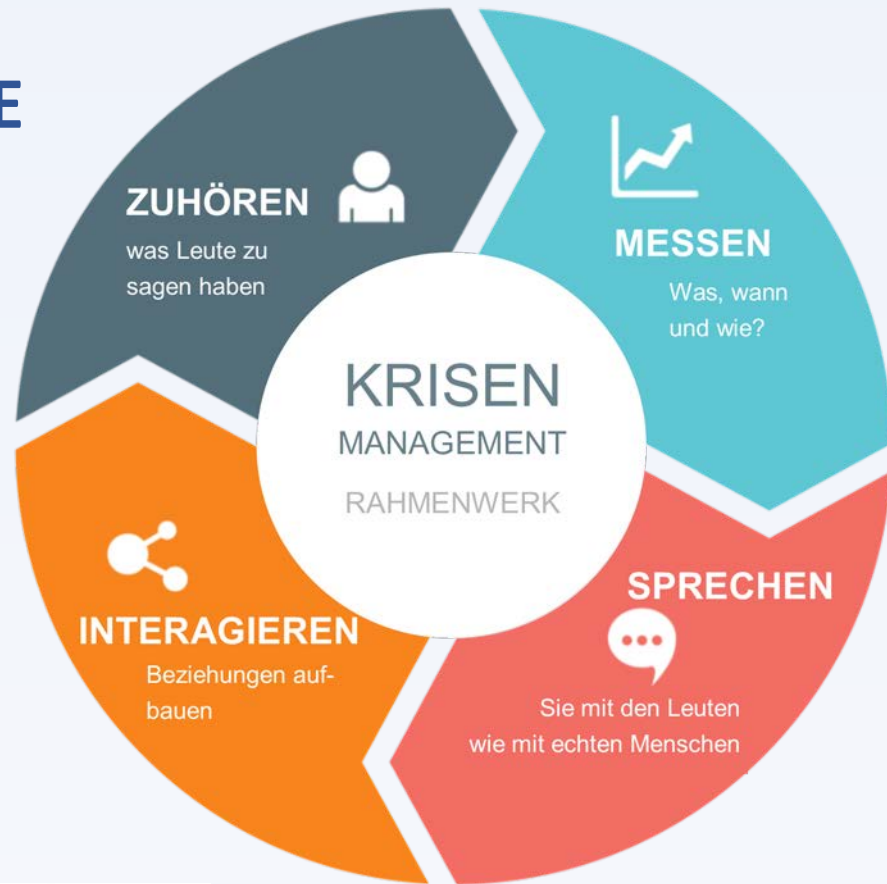 E
ZUHÖREN
was Leute zu
sagen haben
MESSEN
Was, wann
und wie?
KRISEN
MANAGEMENT
RAHMENWERK
SPRECHEN
Sie mit den Leuten
wie mit echten Menschen
INTERAGIEREN
Beziehungen auf-
bauen